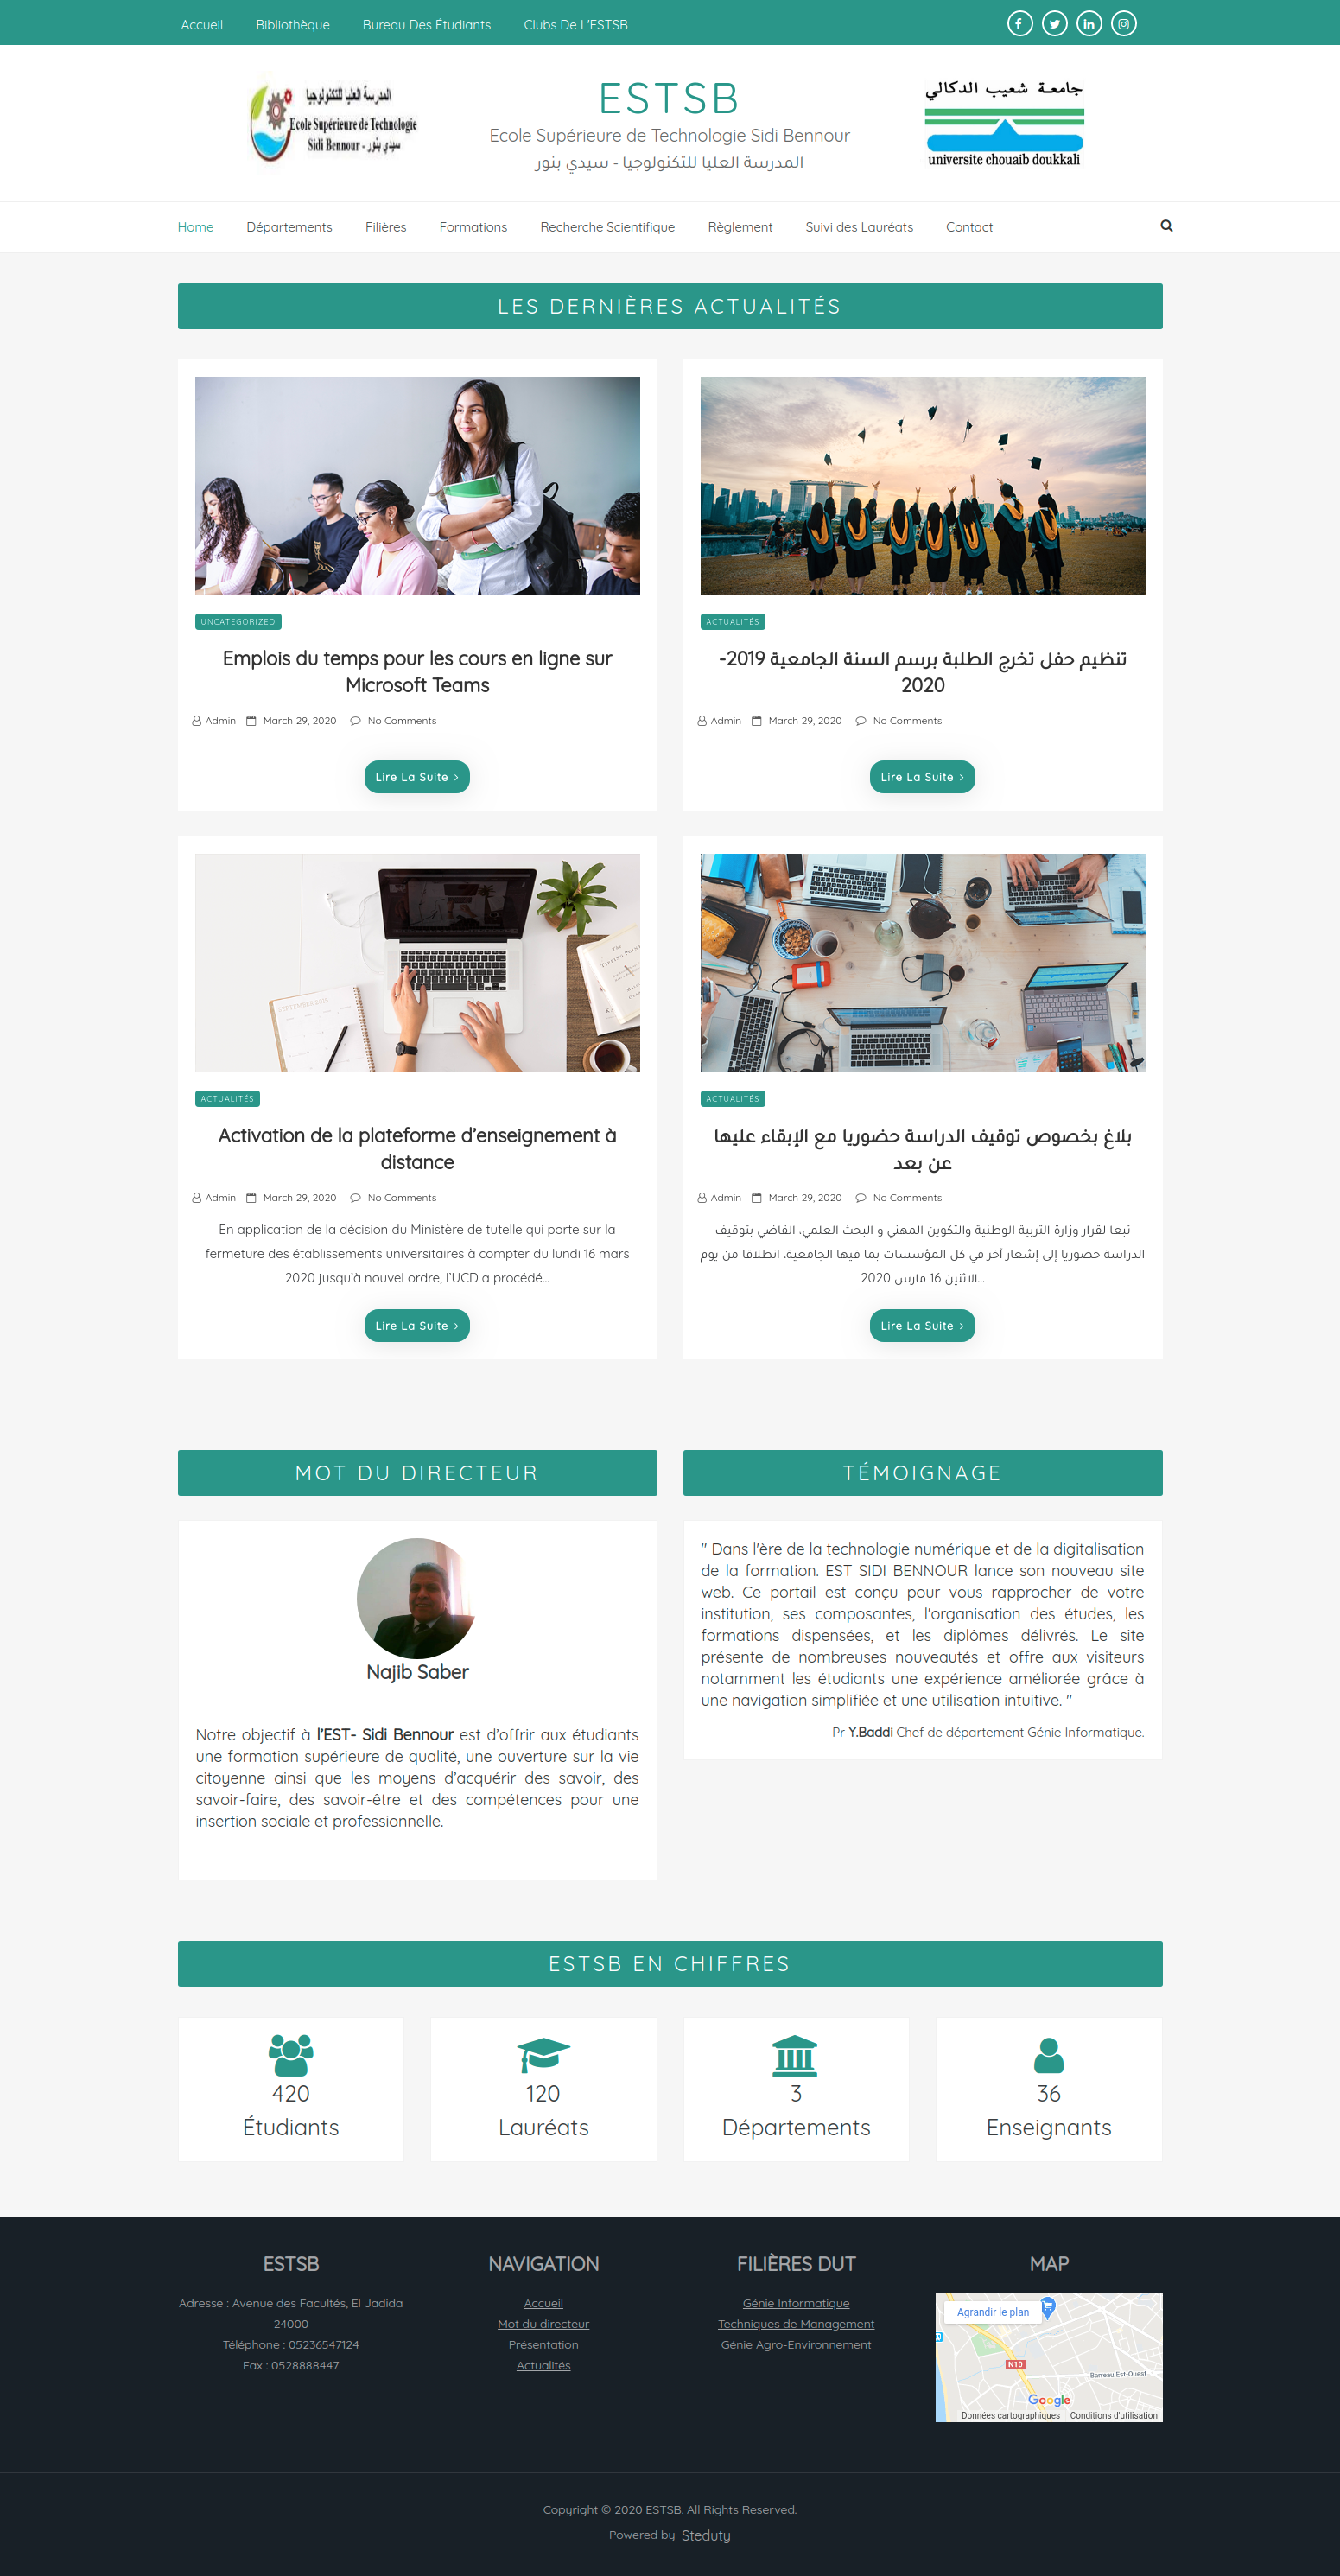 Accueil Bibliothèque Bureau Des Étudiants Clubs De L'ESTSB
المدرسة العليا للتكنولوجيا
Ecole Supérieure de Technologie
Sidi Bennour - سيدي بنور
ESTSB
Ecole Supérieure de Technologie Sidi Bennour
المدرسة العليا للتكنولوجيا - سيدي بنور
جامعة شعيب الدكالي
universite chouaib doukkali
Home Départements Filières Formations Recherche Scientifique Règlement Suivi des Lauréats Contact
LES DERNIÈRES ACTUALITÉS
UNCATEGORIZED
Emplois du temps pour les cours en ligne sur
Microsoft Teams
Admin March 29, 2020 No Comments
Lire La Suite >
ACTUALITÉS
تنظيم حفل تخرج الطلبة برسم السنة الجامعية 2019-
2020
Admin March 29, 2020 No Comments
Lire La Suite >
SEPTEMBER
ACTUALITÉS
Activation de la plateforme d’enseignement à
distance
Admin March 29, 2020 No Comments
En application de la décision du Ministère de tutelle qui porte sur la
fermeture des établissements universitaires à compter du lundi 16 mars
2020 jusqu’à nouvel ordre, l’UCD a procédé…
Lire La Suite >
ACTUALITÉS
بلاغ بخصوص توقيف الدراسة حضوريا مع الإبقاء عليها
عن بعد
Admin March 29, 2020 No Comments
تبعا لقرار وزارة التربية الوطنية والتكوين المهني و البحث العلمي، القاضي بتوقيف
الدراسة حضوريا إلى إشعار آخر في كل المؤسسات بما فيها الجامعية، انطلاقا من يوم
الاثنين 16 مارس 2020…
Lire La Suite >
MOT DU DIRECTEUR
Najib Saber
Notre objectif à l’EST- Sidi Bennour est d’offrir aux étudiants
une formation supérieure de qualité, une ouverture sur la vie
citoyenne ainsi que les moyens d’acquérir des savoir, des
savoir-faire, des savoir-être et des compétences pour une
insertion sociale et professionnelle.
TÉMOIGNAGE
" Dans l'ère de la technologie numérique et de la digitalisation
de la formation. EST SIDI BENNOUR lance son nouveau site
web. Ce portail est conçu pour vous rapprocher de votre
institution, ses composantes, l'organisation des études, les
formations dispensées, et les diplômes délivrés. Le site
présente de nombreuses nouveautés et offre aux visiteurs
notamment les étudiants une expérience améliorée grâce à
une navigation simplifiée et une utilisation intuitive. "
Pr Y.Baddi Chef de département Génie Informatique.
ESTSB EN CHIFFRES
420
Étudiants
120
Lauréats
3
Départements
36
Enseignants
ESTSB
Adresse : Avenue des Facultés, El Jadida
24000
Téléphone : 05236547124
Fax : 0528888447
NAVIGATION
Accueil
Mot du directeur
Présentation
Actualités
FILIÈRES DUT
Génie Informatique
Techniques de Management
Génie Agro-Environnement
MAP
Agrandir le plan
N10
Barreau Est-Ouest
Google
Données cartographiques Conditions d'utilisation
Copyright © 2020 ESTSB. All Rights Reserved.
Powered by Steduty